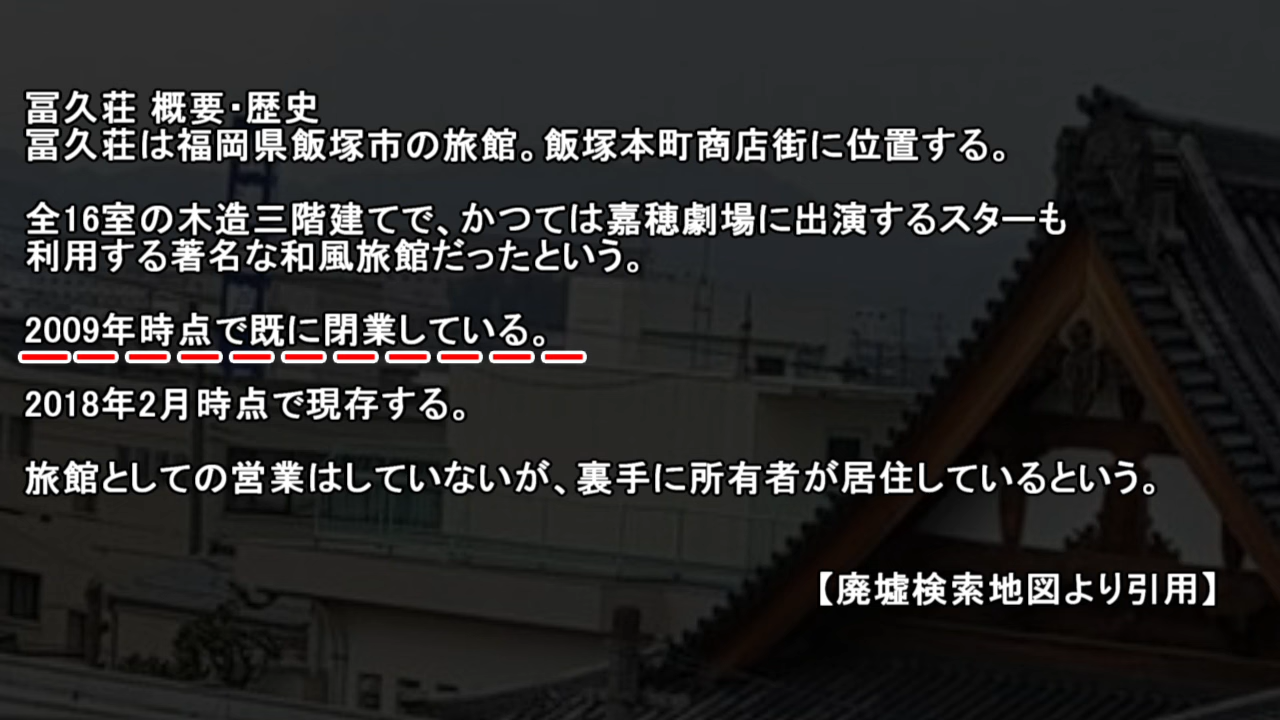 冨久荘 概要・歴史
冨久荘は福岡県飯塚市の旅館。飯塚本町商店街に位置する。
全16室の木造三階建てで、かつては嘉穂劇場に出演するスターも
利用する著名な和風旅館だったという。
2009年時点で既に閉業している。
2018年2月時点で現存する。
旅館としての営業はしていないが、裏手に所有者が居住しているという。
【廃墟検索地図より引用】